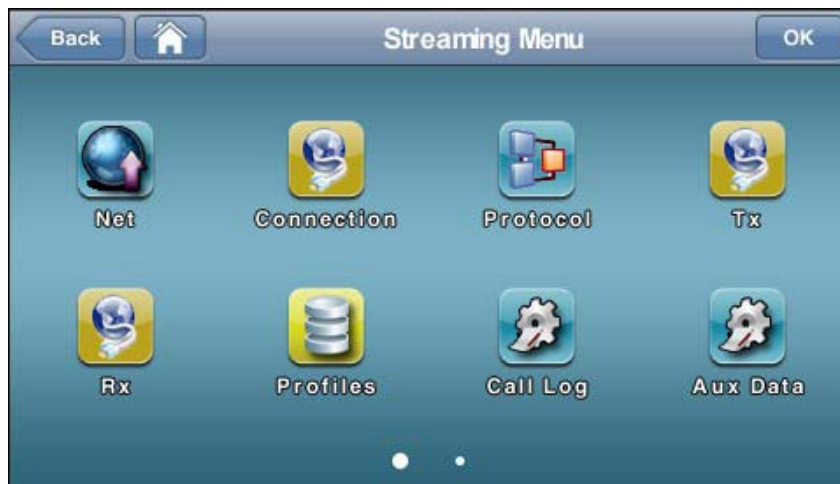 Back Streaming Menu OK
Net Connection Protocol Tx
Rx Profiles Call Log Aux Data